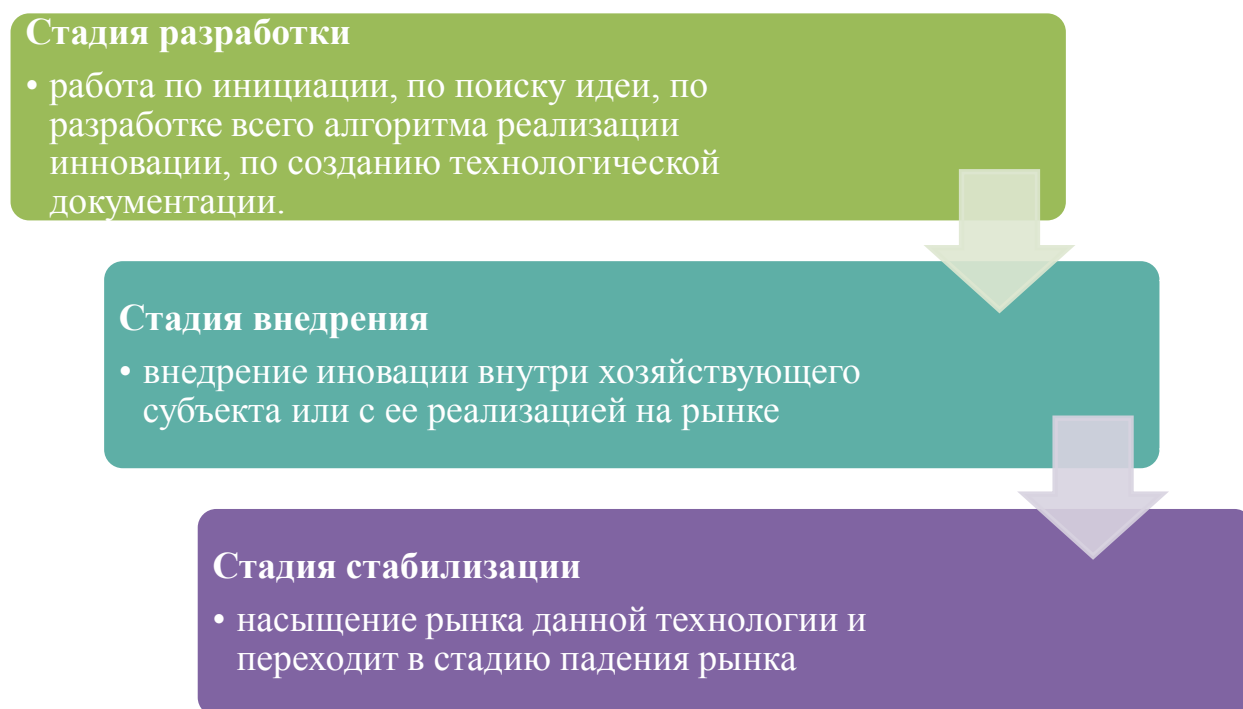 Стадия разработки
• работа по инициации, по поиску идеи, по
разработке всего алгоритма реализации
инновации, по созданию технологической
документации.
Стадия внедрения
• внедрение иновации внутри хозяйствующего
субъекта или с ее реализацией на рынке
Стадия стабилизации
• насыщение рынка данной технологии и
переходит в стадию падения рынка